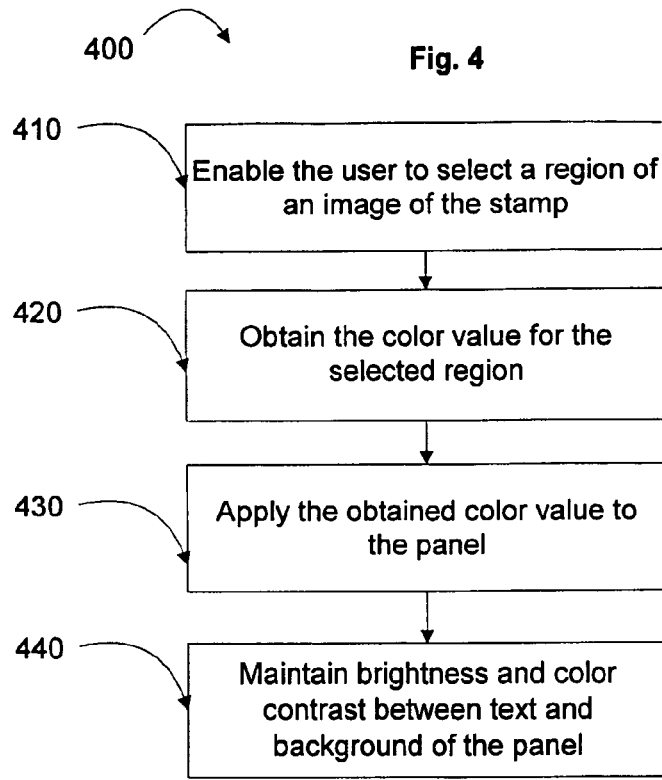 400
Fig. 4
410
Enable the user to select a region of
an image of the stamp
420
Obtain the color value for the
selected region
430
Apply the obtained color value to
the panel
440
Maintain brightness and color
contrast between text and
background of the panel